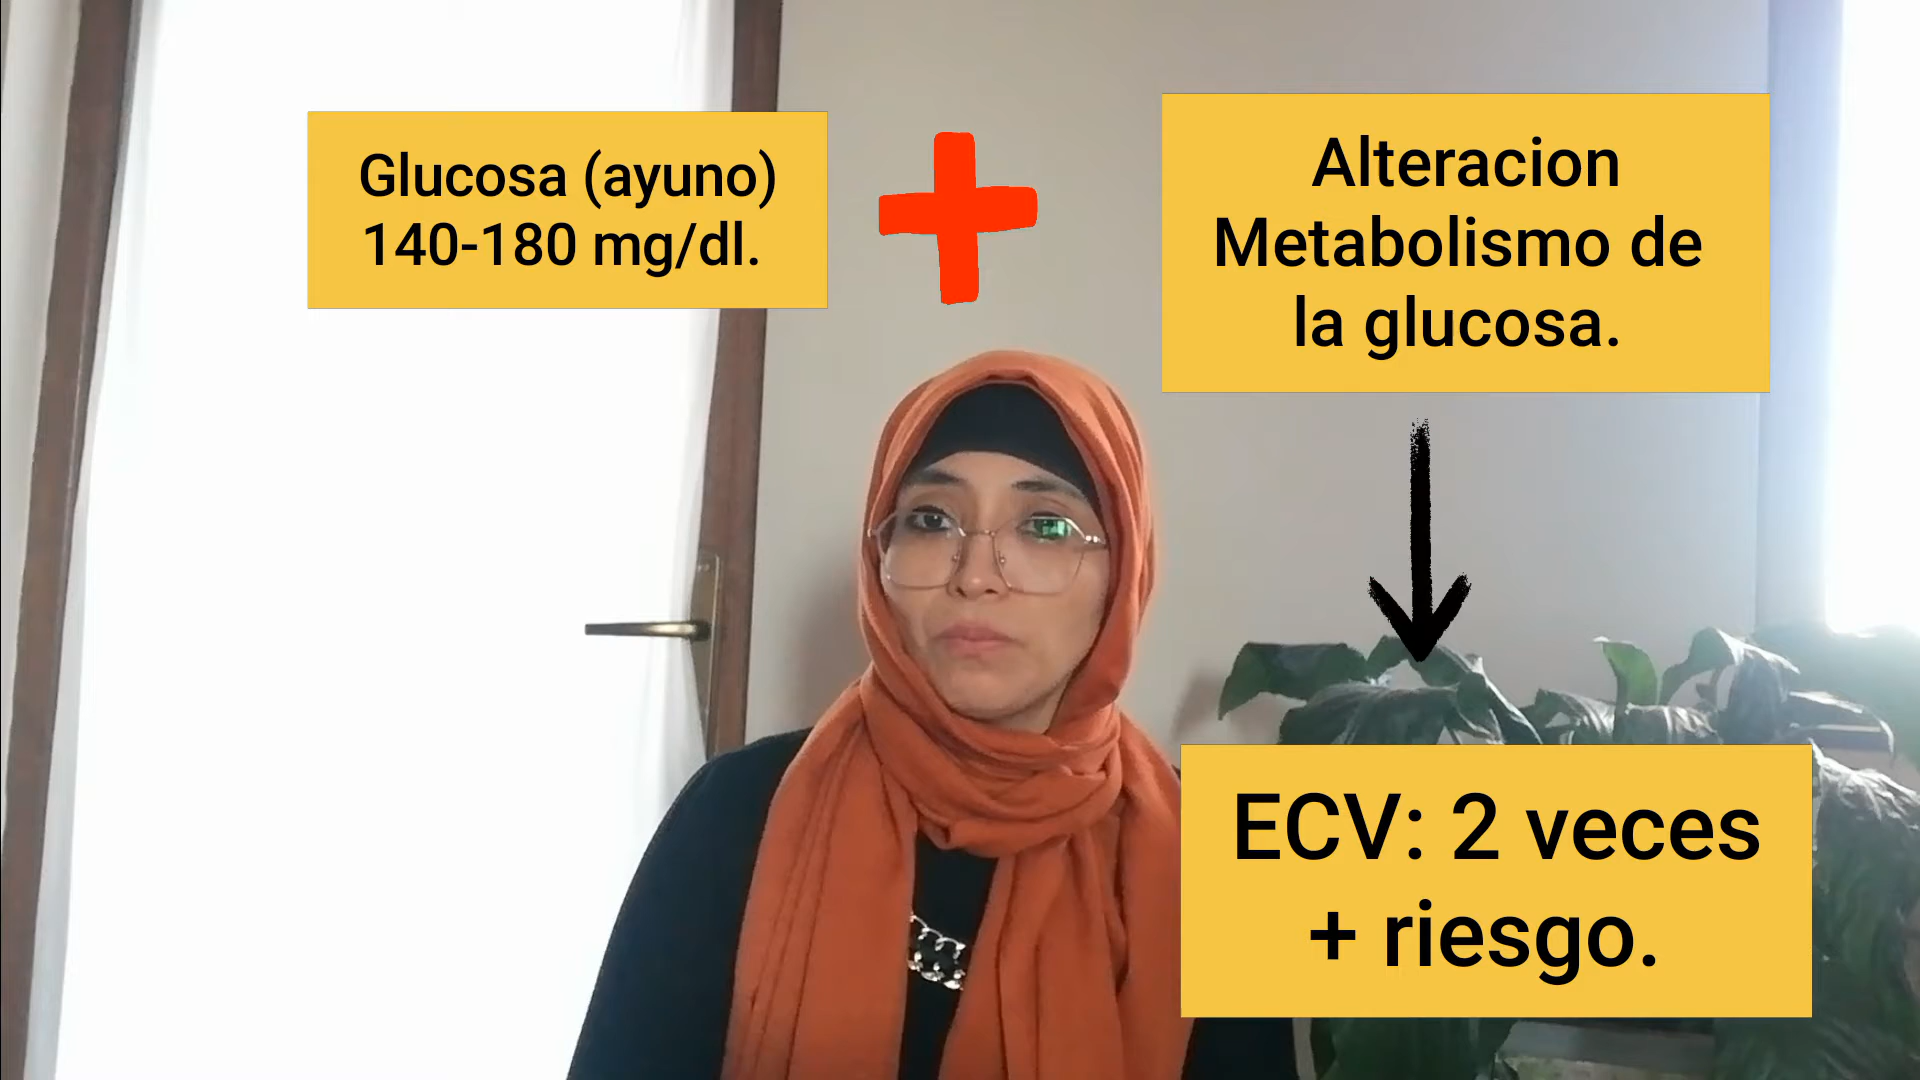 Glucosa (ayuno)
140-180 mg/dl.
Alteracion
Metabolismo de
la glucosa.
ECV: 2 veces
+ riesgo.